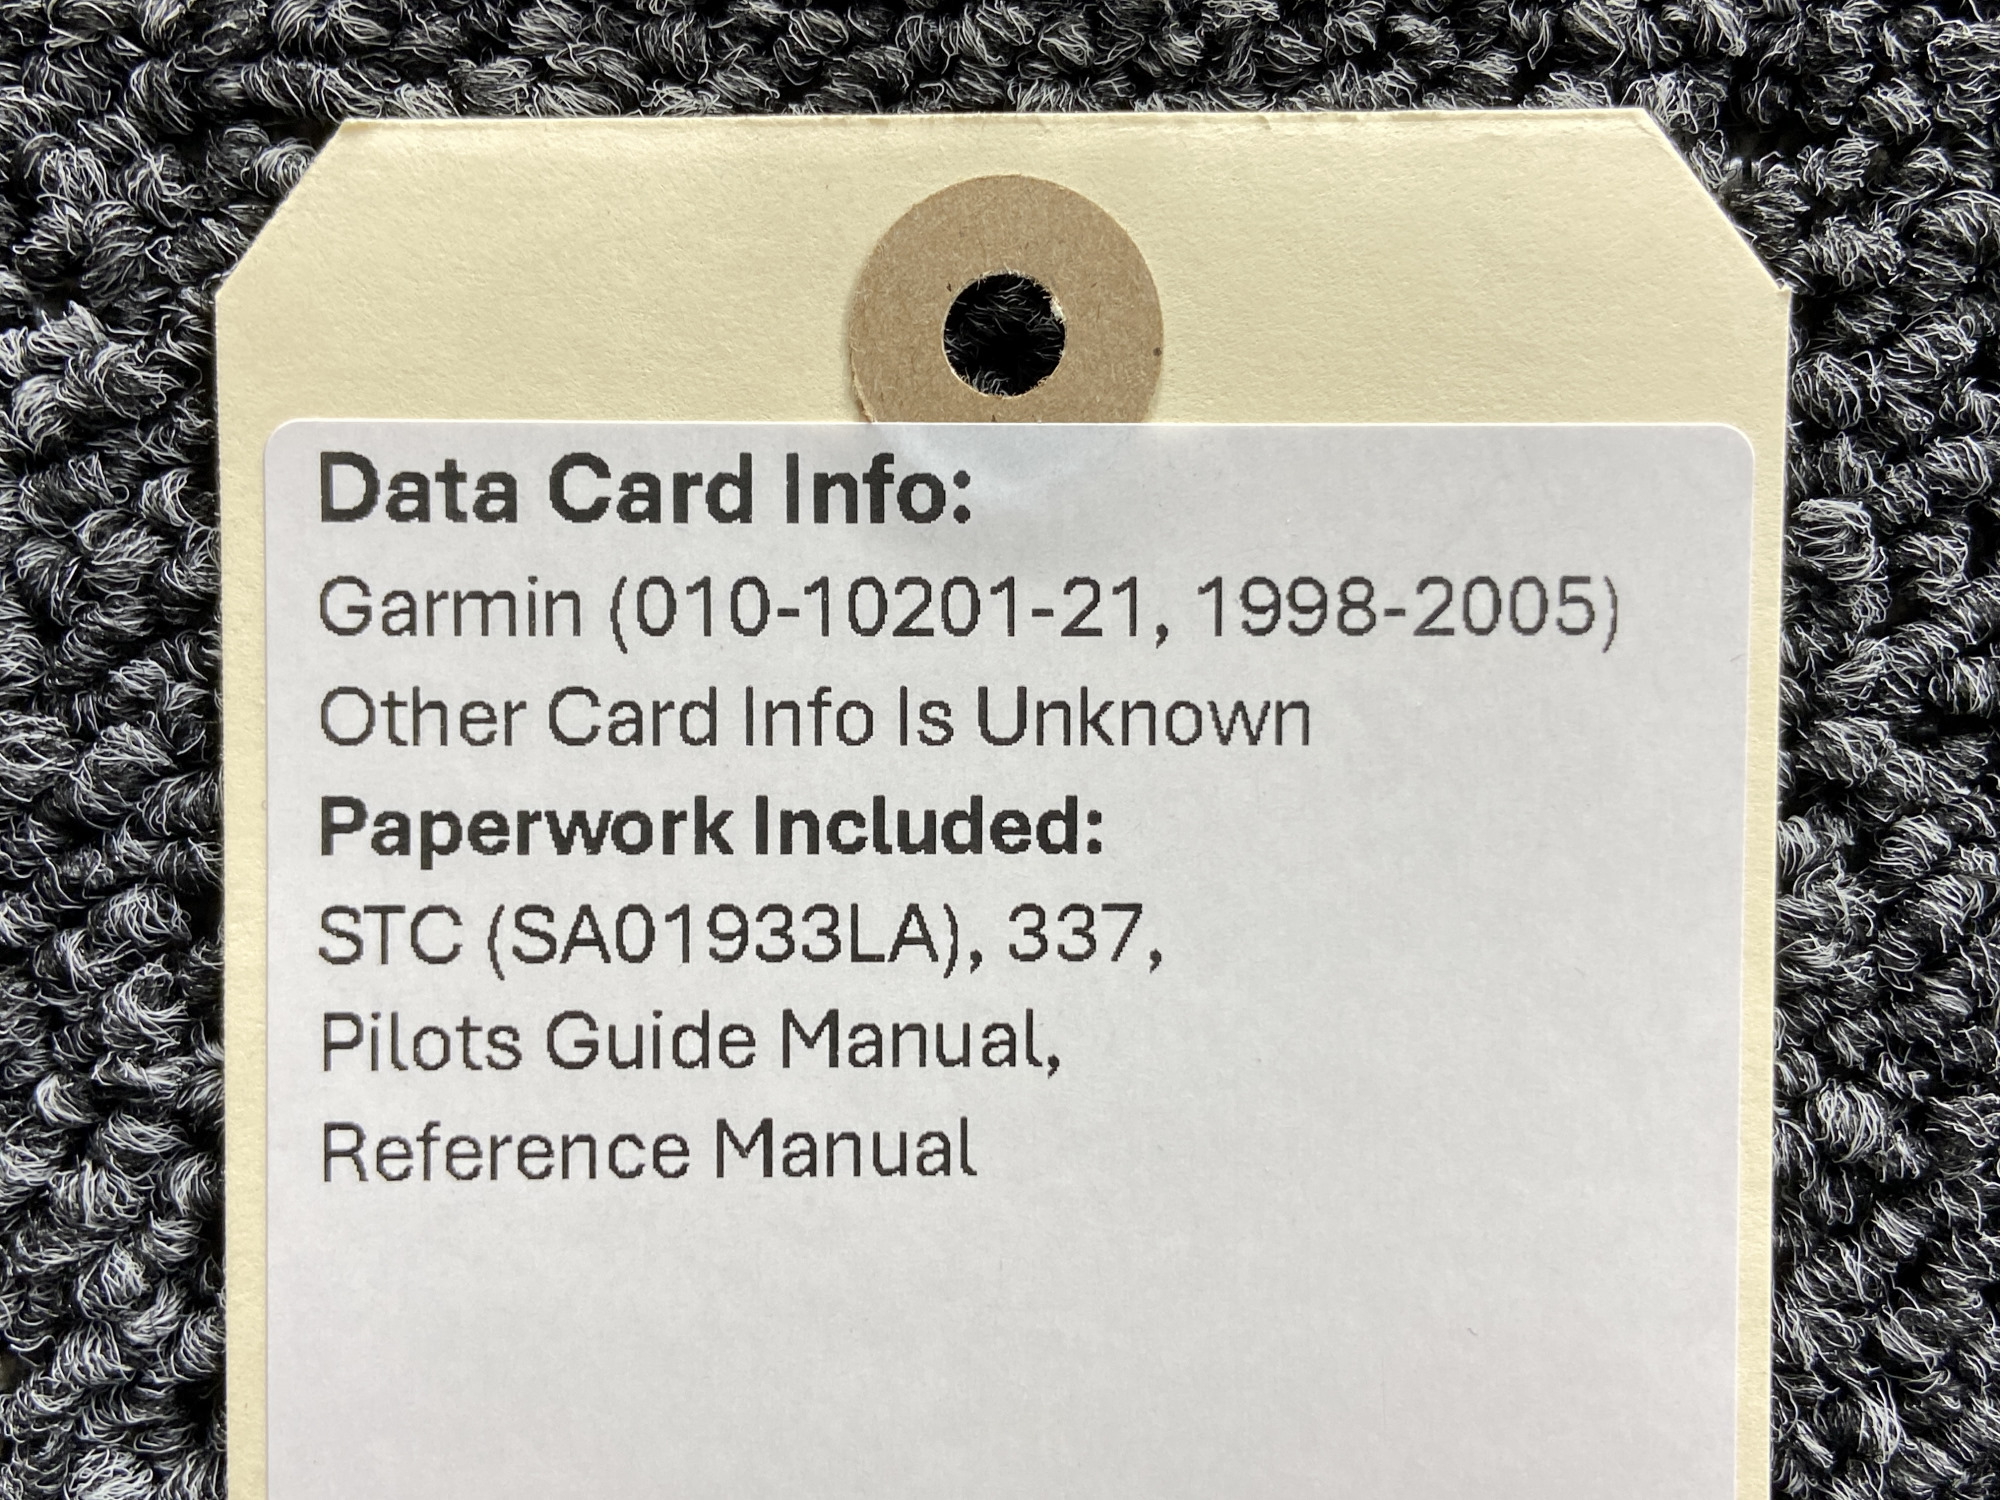 Data Card Info:
Garmin (010-10201-21, 1998-2005)
Other Card Info Is Unknown
Paperwork Included:
STC (SA01933LA), 337,
Pilots Guide Manual,
Reference Manual